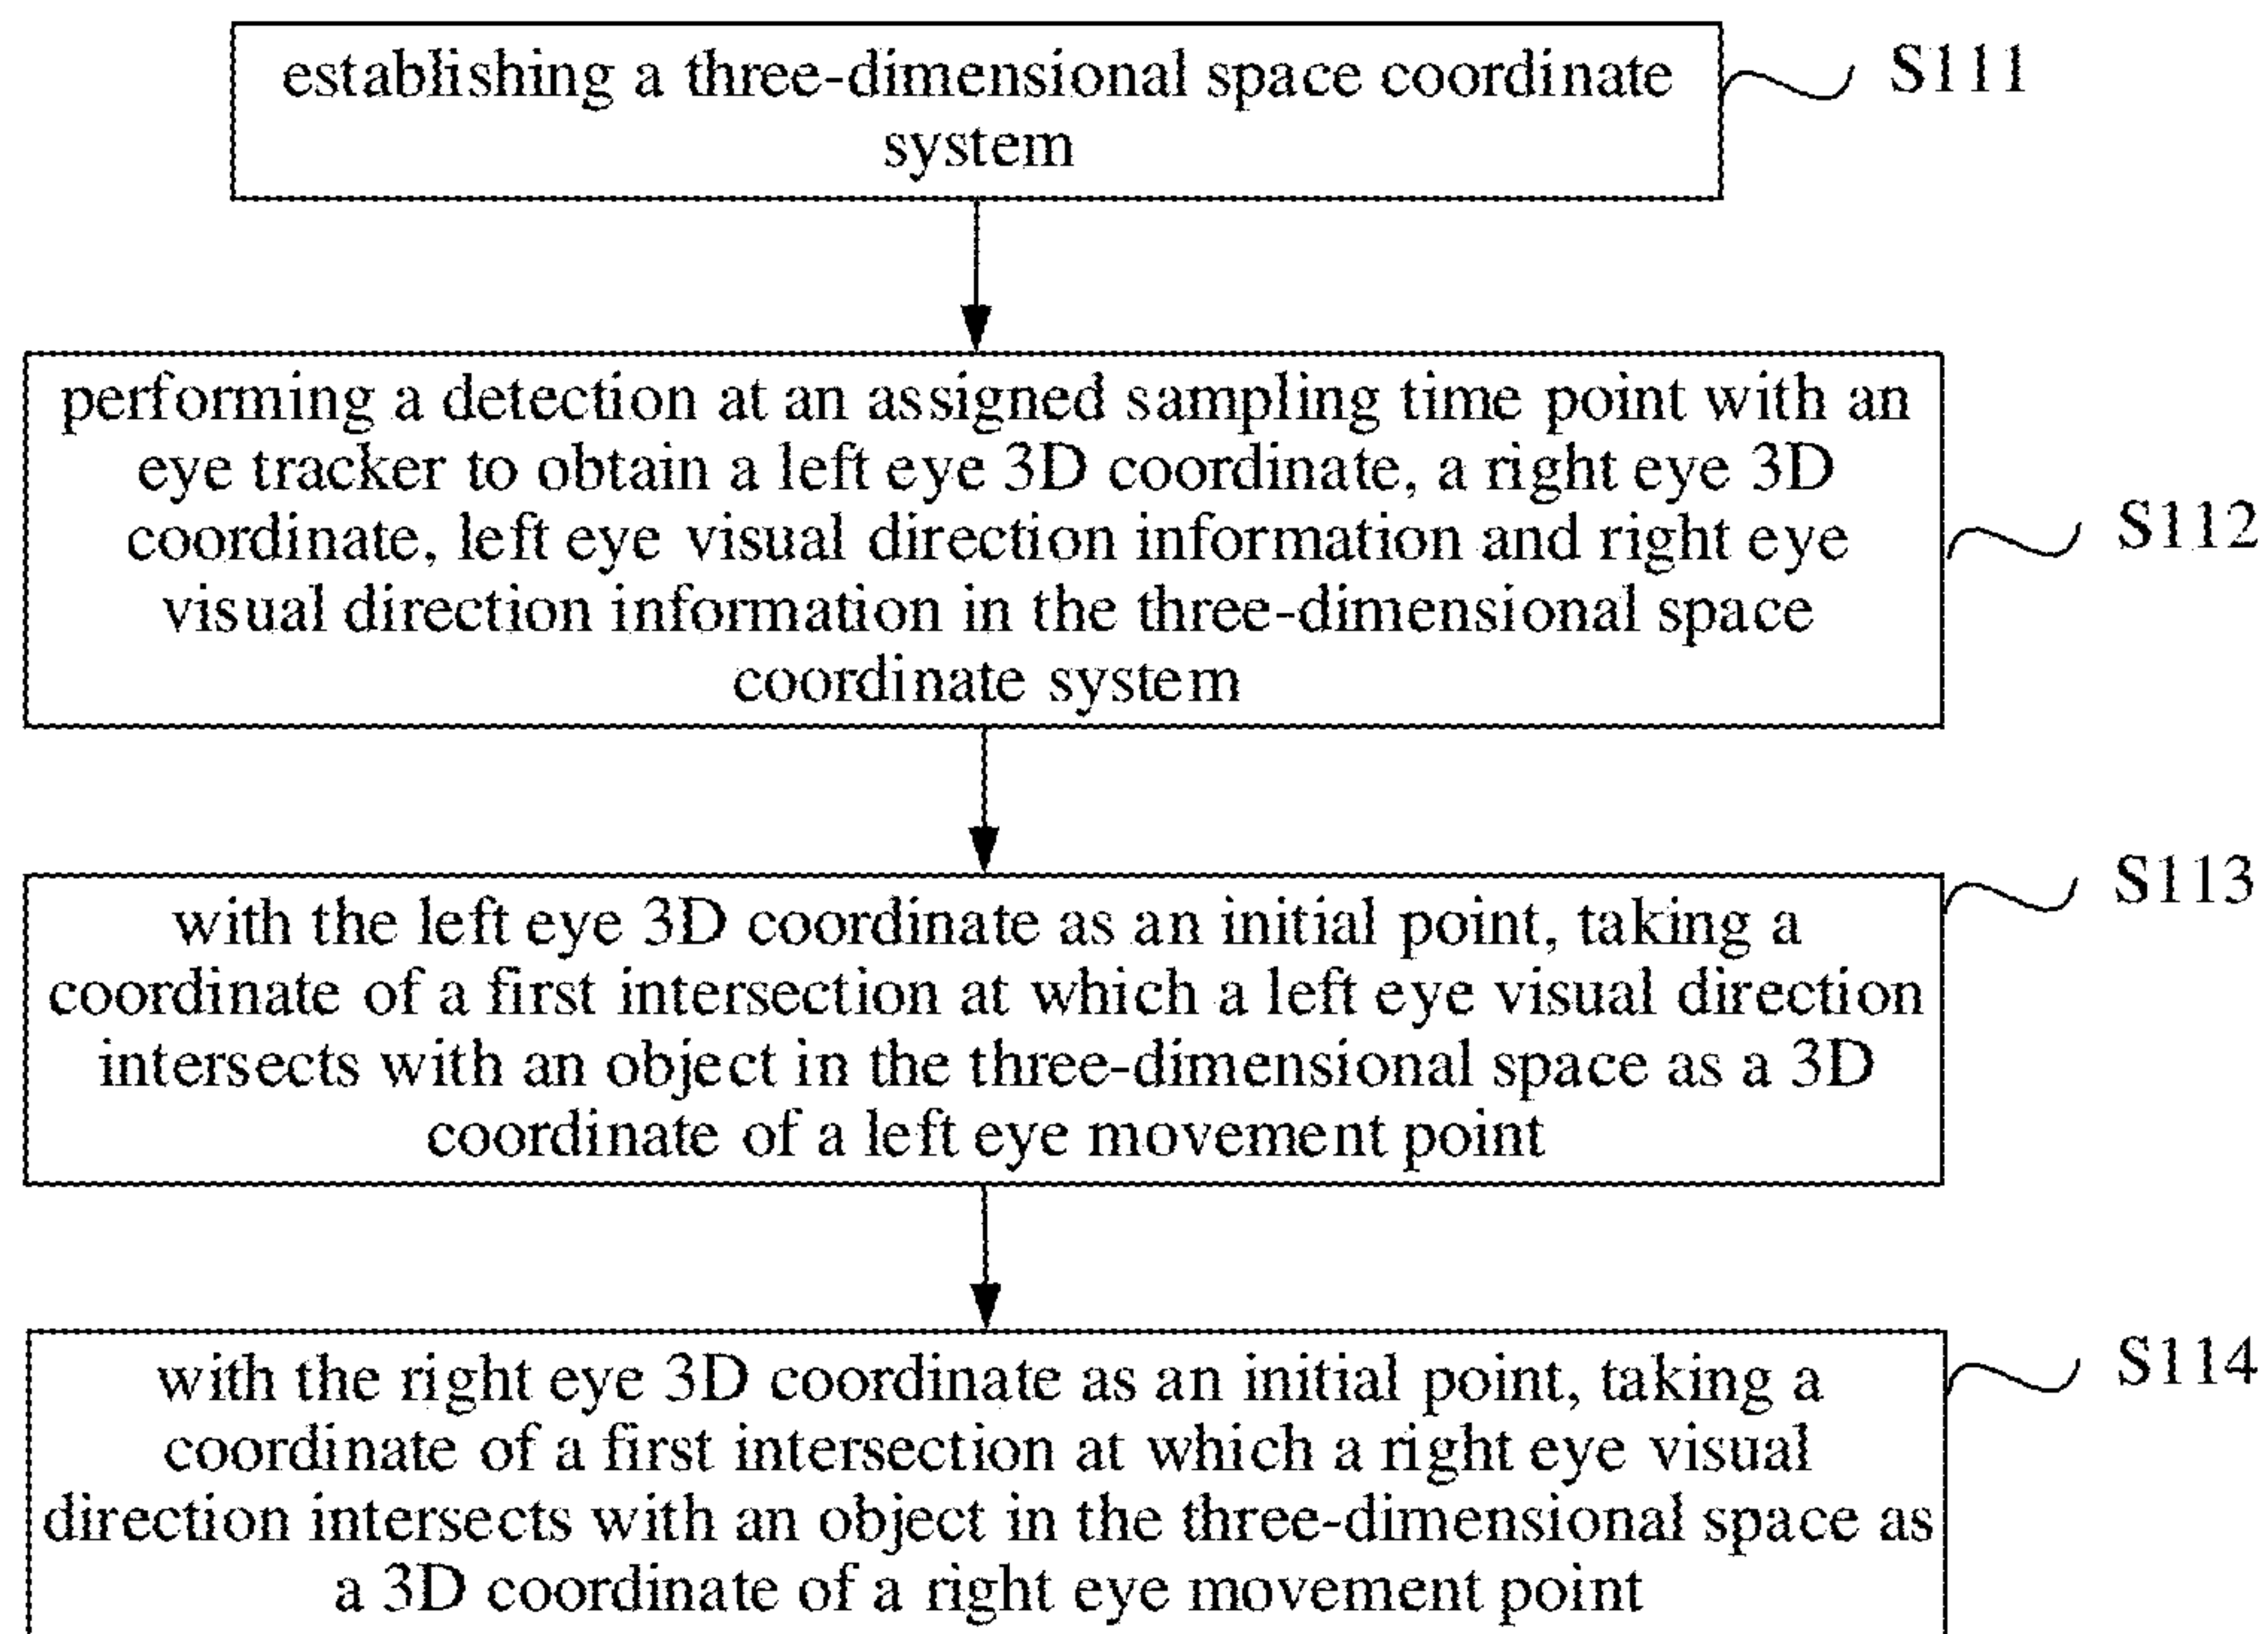 establishing a three-dimensional space coordinate
system
S111
performing a detection at an assigned sampling time point with an
eye tracker to obtain a left eye 3D coordinate, a right eye 3D
coordinate, left eye visual direction information and right eye
visual direction information in the three-dimensional space
coordinate system
S112
with the left eye 3D coordinate as an initial point, taking a
coordinate of a first intersection at which a left eye visual direction
intersects with an object in the three-dimensional space as a 3D
coordinate of a left eye movement point
S113
with the right eye 3D coordinate as an initial point, taking a
coordinate of a first intersection at which a right eye visual
direction intersects with an object in the three-dimensional space as
a 3D coordinate of a right eye movement point
S114